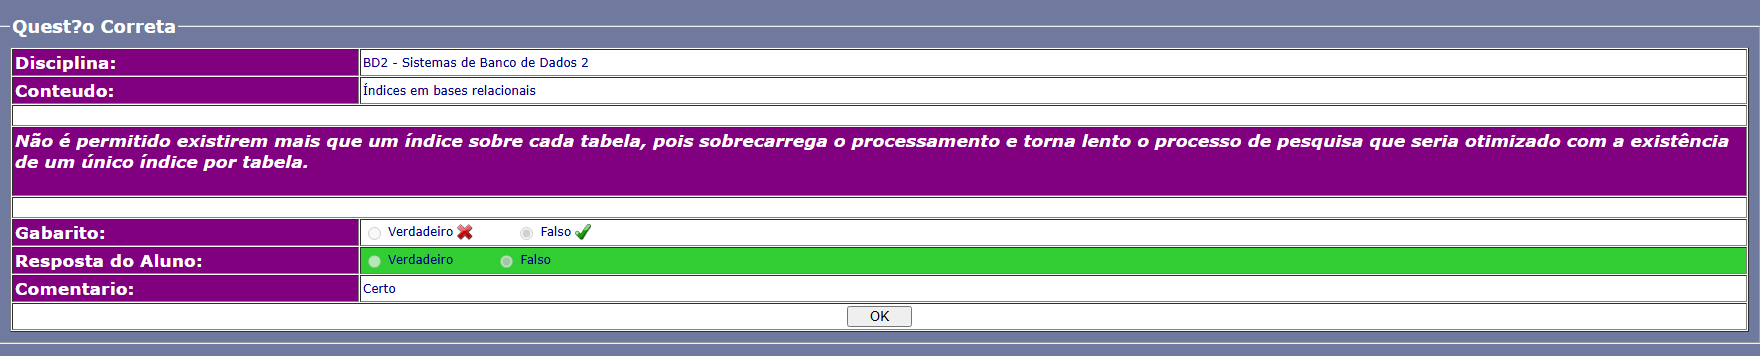 Quest?o Correta
Disciplina: BD2 - Sistemas de Banco de Dados 2
Conteudo: Índices em bases relacionais
Não é permitido existirem mais que um índice sobre cada tabela, pois sobrecarrega o processamento e torna lento o processo de pesquisa que seria otimizado com a existência
de um único índice por tabela.
Gabarito: Verdadeiro Falso
Resposta do Aluno: Verdadeiro Falso
Comentario: Certo
OK